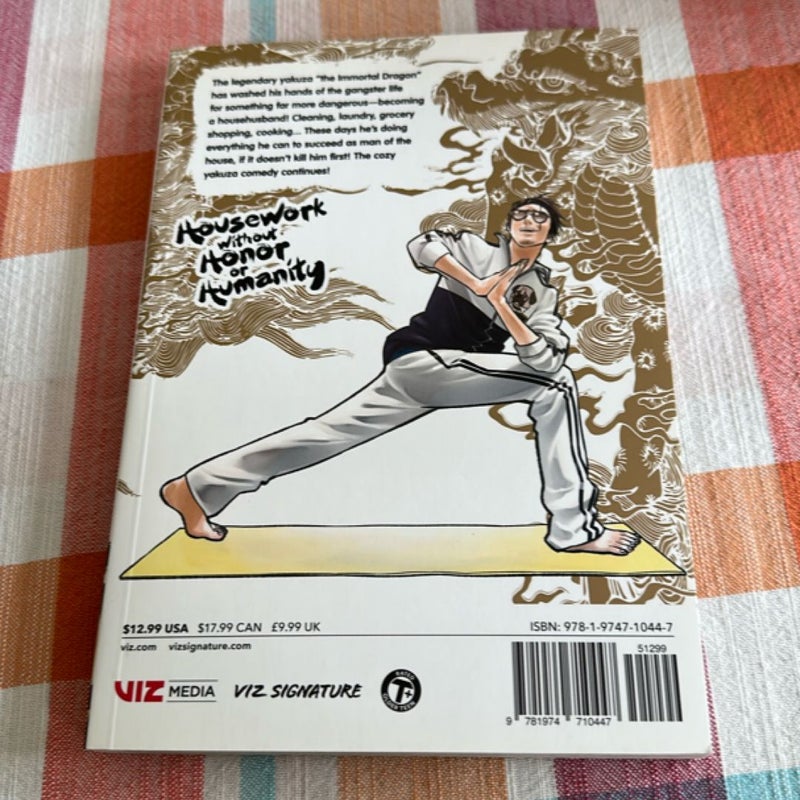 The legendary yakuza "the Immortal Dragon"
has washed his hands of the gangster life
for something far more dangerous—becoming
a househusband! Cleaning, laundry, grocery
shopping, cooking... These days he's doing
everything he can to succeed as man of the
house, if it doesn't kill him first! The cozy
yakuza comedy continues!
Housework
without
Honor
or
Humanity
$12.99 USA $17.99 CAN £9.99 UK
ISBN: 978-1-9747-1044-7
viz.com vizsignature.com
51299
VIZ MEDIA
VIZ SIGNATURE
RATED
T+
OLDER TEEN
9 781974 710447